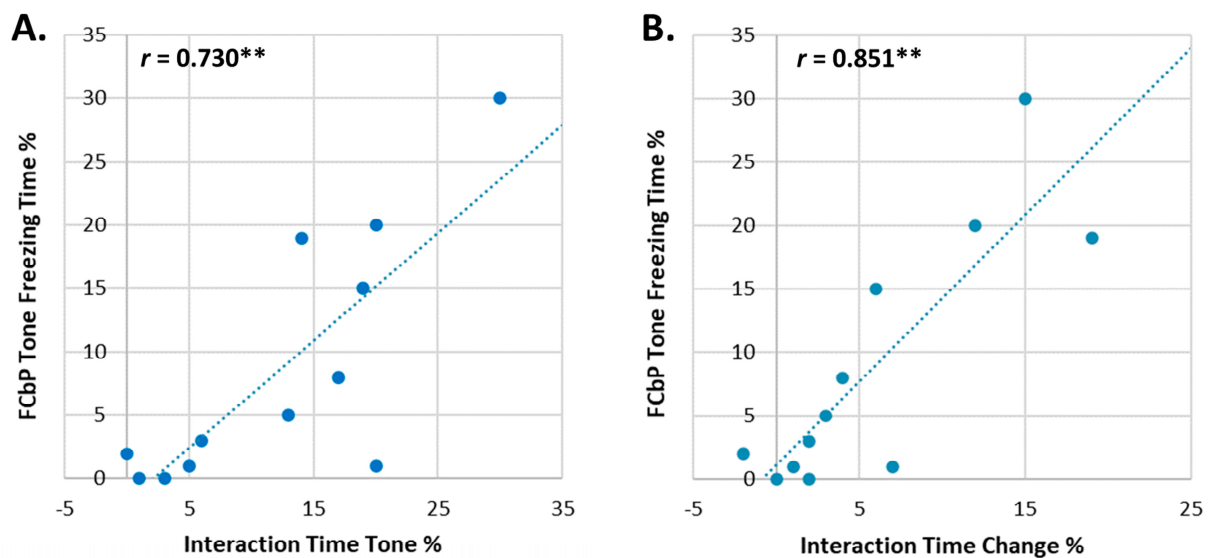 A.
r = 0.730**
35
30
25
20
15
10
5
0
-5 5 15 25 35
FCbP Tone Freezing Time %
Interaction Time Tone %
B.
r = 0.851**
35
30
25
20
15
10
5
0
-5 5 15 25
FCbP Tone Freezing Time %
Interaction Time Change %